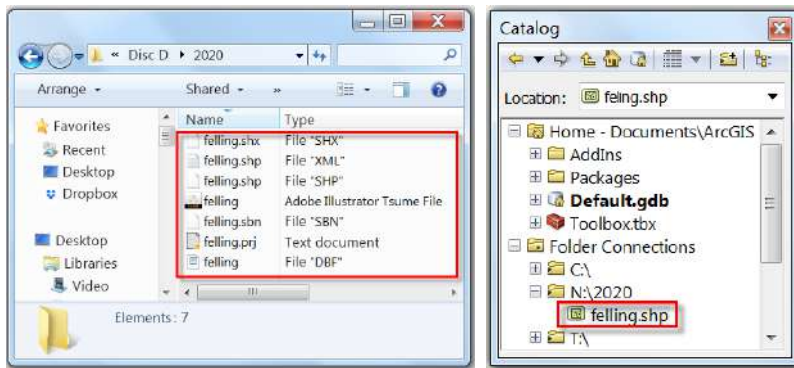 « Disc D ▸ 2020
Arrange Shared »
Favorites
Recent
Desktop
Dropbox
Desktop
Libraries
Video
Name Type
felling.shx File "SHX"
felling.shp File "XML"
felling.shp File "SHP"
felling Adobe Illustrator Tsume File
felling.sbn File "SBN"
felling.prj Text document
felling File "DBF"
Elements: 7
Catalog
Location: feling.shp
Home - Documents\ArcGIS
AddIns
Packages
Default.gdb
Toolbox.tbx
Folder Connections
C:\
N:\2020
felling.shp
T:\